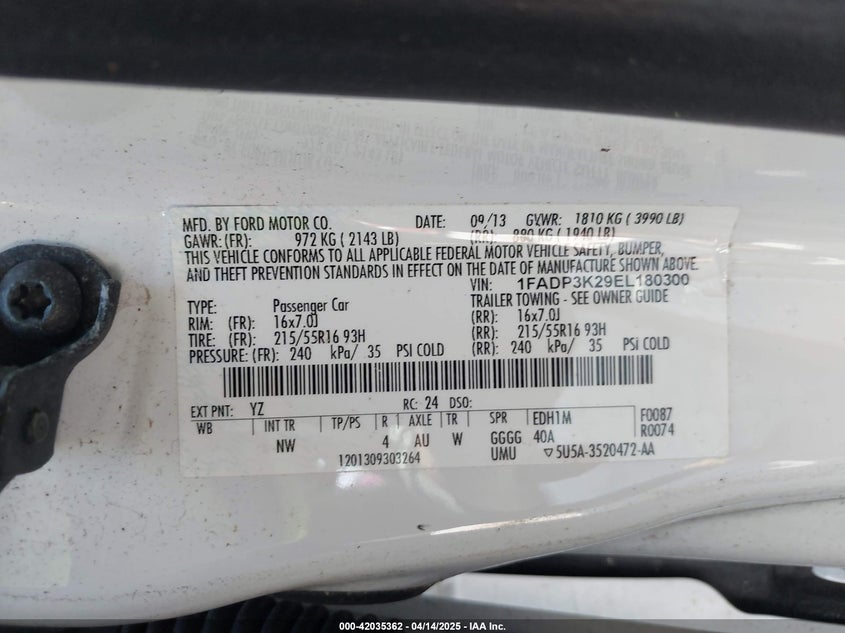 MFD. BY FORD MOTOR CO. DATE: 09/13 GVWR: 1810 KG ( 3990 LB)
GAWR: (FR): 972 KG ( 2143 LB) (RR): 880 KG ( 1940 LB)
THIS VEHICLE CONFORMS TO ALL APPLICABLE FEDERAL MOTOR VEHICLE SAFETY, BUMPER,
AND THEFT PREVENTION STANDARDS IN EFFECT ON THE DATE OF MANUFACTURE SHOWN ABOVE.
VIN: 1FADP3K29EL180300
TYPE: Passenger Car TRAILER TOWING - SEE OWNER GUIDE
RIM: (FR): 16x7.0J (RR): 16x7.0J
TIRE: (FR): 215/55R16 93H (RR): 215/55R16 93H
PRESSURE: (FR): 240 kPa/ 35 PSI COLD (RR): 240 kPa/ 35 PSI COLD
EXT PNT: YZ RC: 24 DSO:
WB INT TR TP/PS R AXLE TR SPR EDH1M F0087
NW 4 AU W GGGG 40A R0074
1201309303264 UMU ▽5U5A-3520472-AA
000-42035362 - 04/14/2025 - IAA Inc.